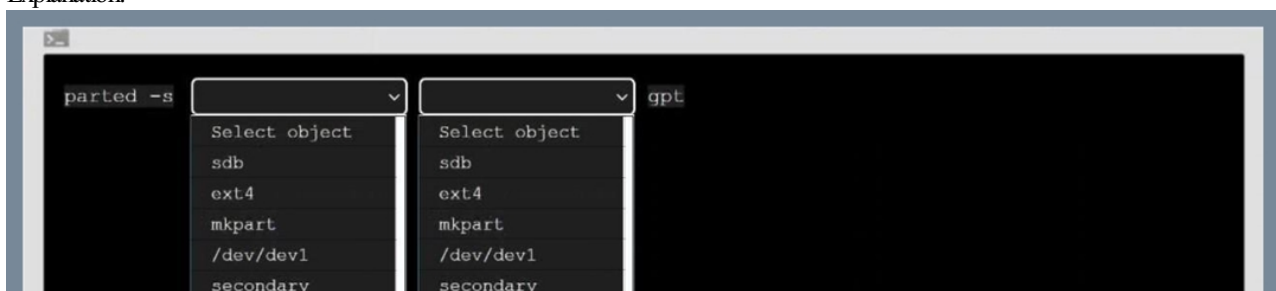 Explanation:
>_
parted -s gpt
Select object Select object
sdb sdb
ext4 ext4
mkpart mkpart
/dev/dev1 /dev/dev1
secondary secondary